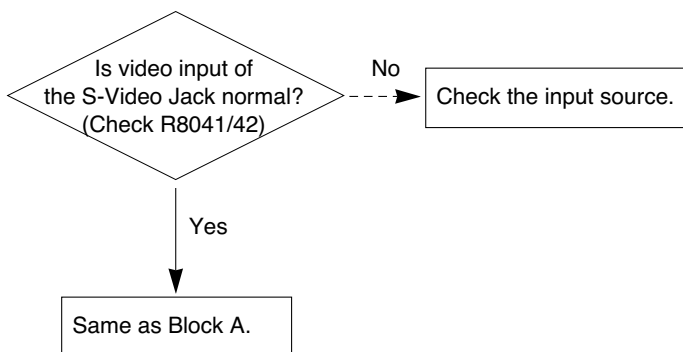 Is video input of
the S-Video Jack normal?
(Check R8041/42)
No
Check the input source.
Yes
Same as Block A.